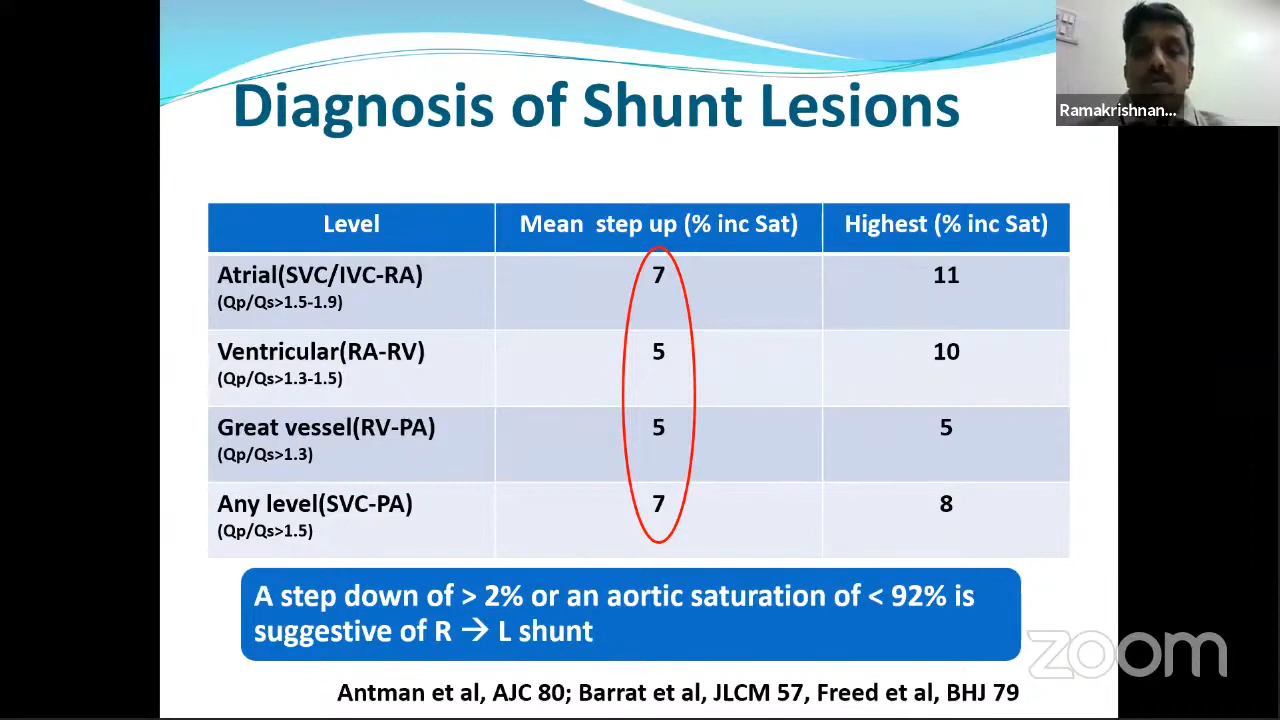 Diagnosis of Shunt Lesions
Ramakrishnan...
Level Mean step up (% inc Sat) Highest (% inc Sat)
Atrial(SVC/IVC-RA) 7 11
(Qp/Qs>1.5-1.9)
Ventricular(RA-RV) 5 10
(Qp/Qs>1.3-1.5)
Great vessel(RV-PA) 5 5
(Qp/Qs>1.3)
Any level(SVC-PA) 7 8
(Qp/Qs>1.5)
A step down of > 2% or an aortic saturation of < 92% is
suggestive of R → L shunt
zoom
Antman et al, AJC 80; Barrat et al, JLCM 57, Freed et al, BHJ 79